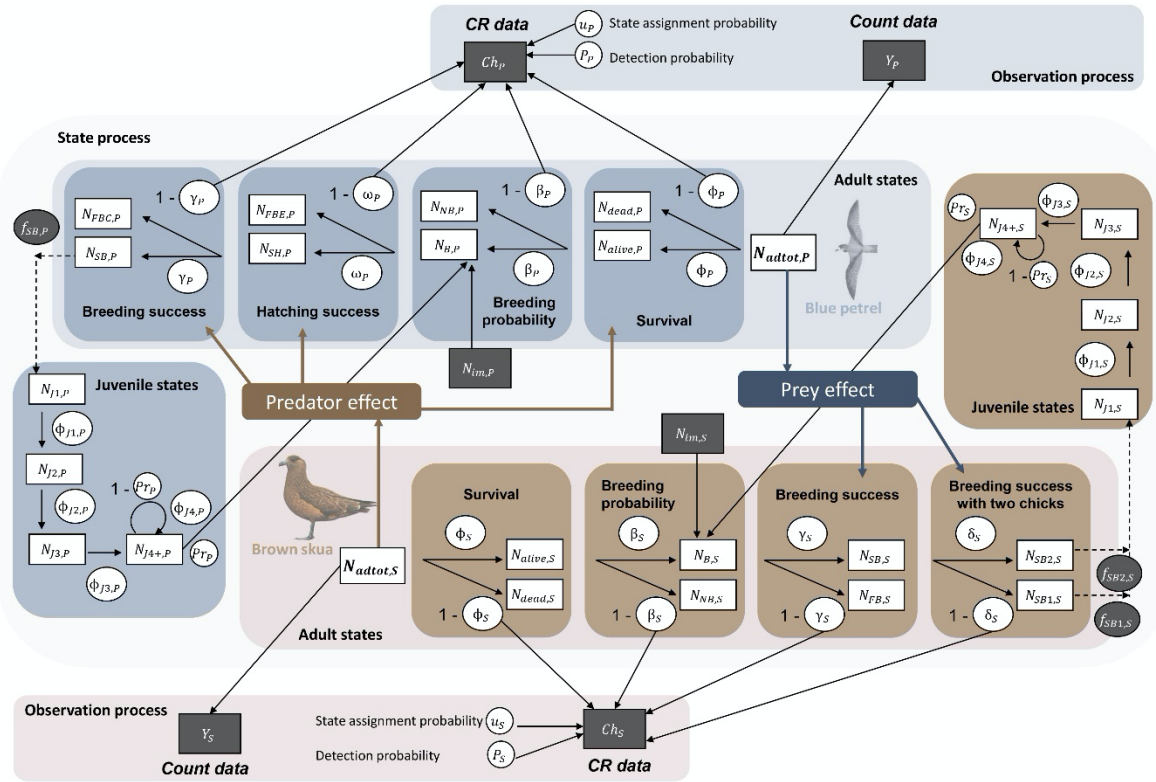 CR data
Count data
u_P State assignment probability
P_P Detection probability
Ch_P
Y_P
Observation process
State process
Adult states
1 - γ_P
1 - ω_P
1 - β_P
1 - ϕ_P
N_FBC,P
N_FBE,P
N_NB,P
N_dead,P
f_SB,P
N_SB,P
N_SH,P
N_B,P
N_alive,P
N_adtot,P
γ_P
ω_P
β_P
ϕ_P
Breeding success
Hatching success
Breeding
probability
Survival
Blue petrel
N_im,P
Pr_S
N_J4+,S
ϕ_J3,S
N_J3,S
ϕ_J4,S
1 - Pr_S
ϕ_J2,S
N_J2,S
ϕ_J1,S
Juvenile states
N_J1,S
Predator effect
Prey effect
Juvenile states
N_J1,P
ϕ_J1,P
N_J2,P
1 - Pr_P
ϕ_J2,P
ϕ_J4,P
N_J3,P
N_J4+,P
Pr_P
ϕ_J3,P
N_im,S
Brown skua
N_adtot,S
Adult states
Survival
Breeding
probability
Breeding success
Breeding success
with two chicks
ϕ_S
β_S
γ_S
δ_S
N_alive,S
N_B,S
N_SB,S
N_SB2,S
N_dead,S
N_NB,S
N_FB,S
N_SB1,S
f_SB2,S
f_SB1,S
1 - ϕ_S
1 - β_S
1 - γ_S
1 - δ_S
Observation process
Y_S
Count data
State assignment probability u_S
Detection probability P_S
Ch_S
CR data